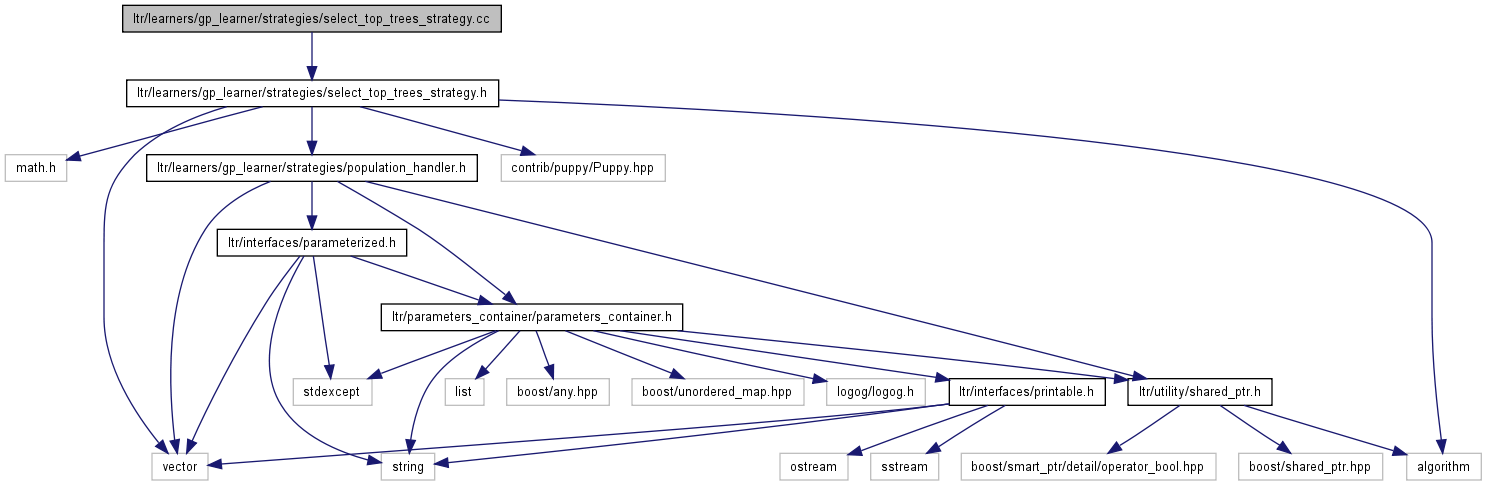 ltr/learners/gp_learner/strategies/select_top_trees_strategy.cc
ltr/learners/gp_learner/strategies/select_top_trees_strategy.h
math.h
ltr/learners/gp_learner/strategies/population_handler.h
contrib/puppy/Puppy.hpp
ltr/interfaces/parameterized.h
ltr/parameters_container/parameters_container.h
stdexcept
list
boost/any.hpp
boost/unordered_map.hpp
logog/logog.h
ltr/interfaces/printable.h
ltr/utility/shared_ptr.h
vector
string
ostream
sstream
boost/smart_ptr/detail/operator_bool.hpp
boost/shared_ptr.hpp
algorithm